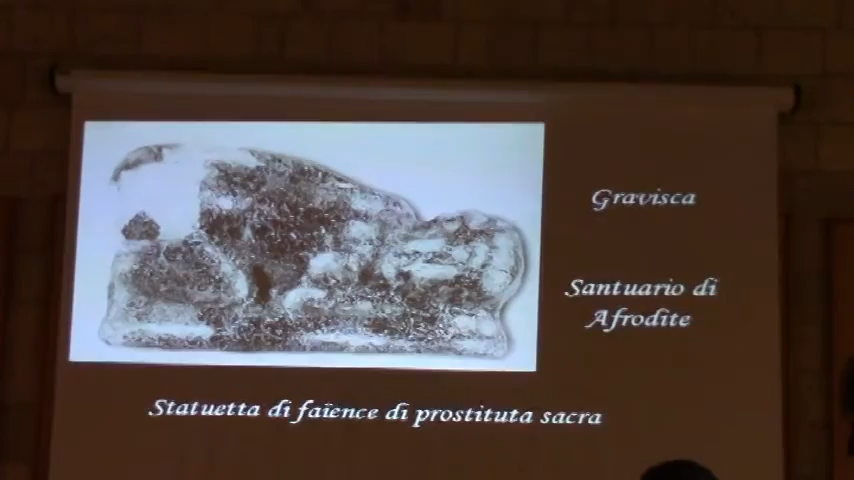 Gravisca
Santuario di
Afrodite
Statuetta di faïence di prostituta sacra